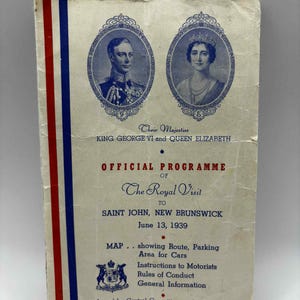 Their Majesties
KING GEORGE VI and QUEEN ELIZABETH
OFFICIAL PROGRAMME
OF
The Royal Visit
TO
SAINT JOHN, NEW BRUNSWICK
June 13, 1939
MAP . . showing Route, Parking
Area for Cars
Instructions to Motorists
Rules of Conduct
General Information